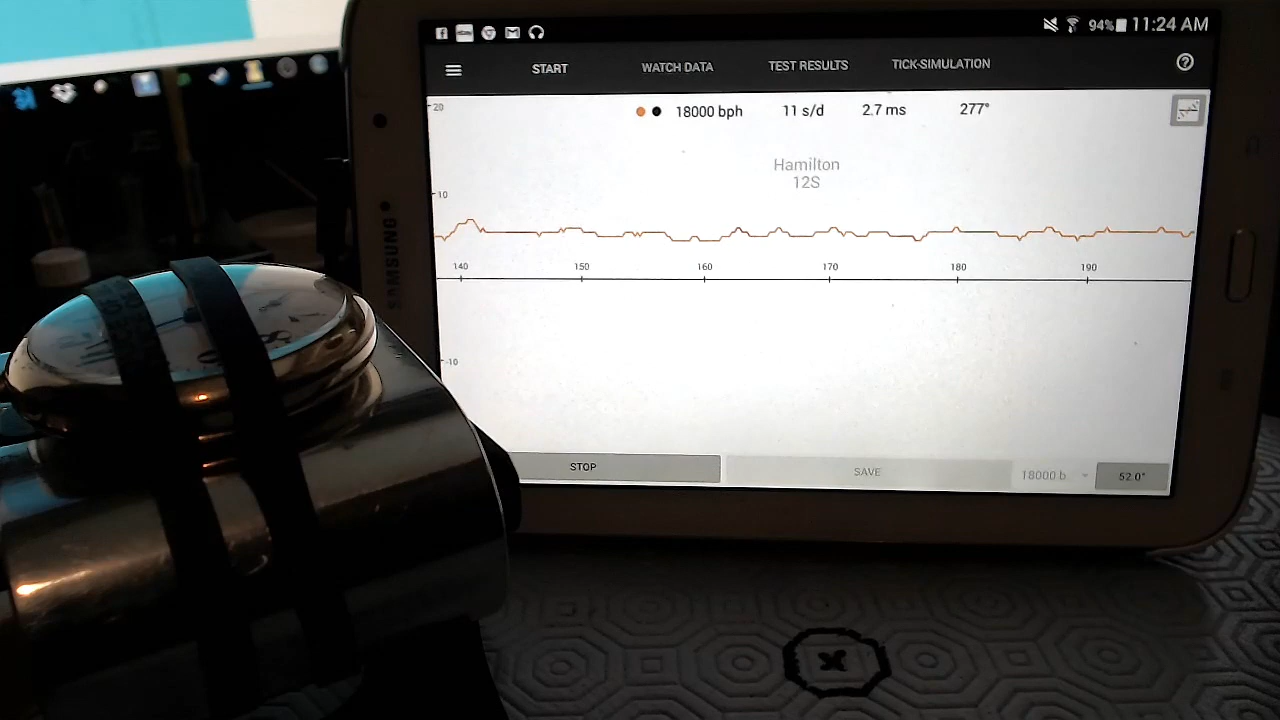 94% 11:24 AM
START WATCH DATA TEST RESULTS TICK-SIMULATION
20
18000 bph 11 s/d 2.7 ms 277°
Hamilton
12S
10
140 150 160 170 180 190
-10
STOP SAVE 18000 b 52.0°
SAMSUNG
8